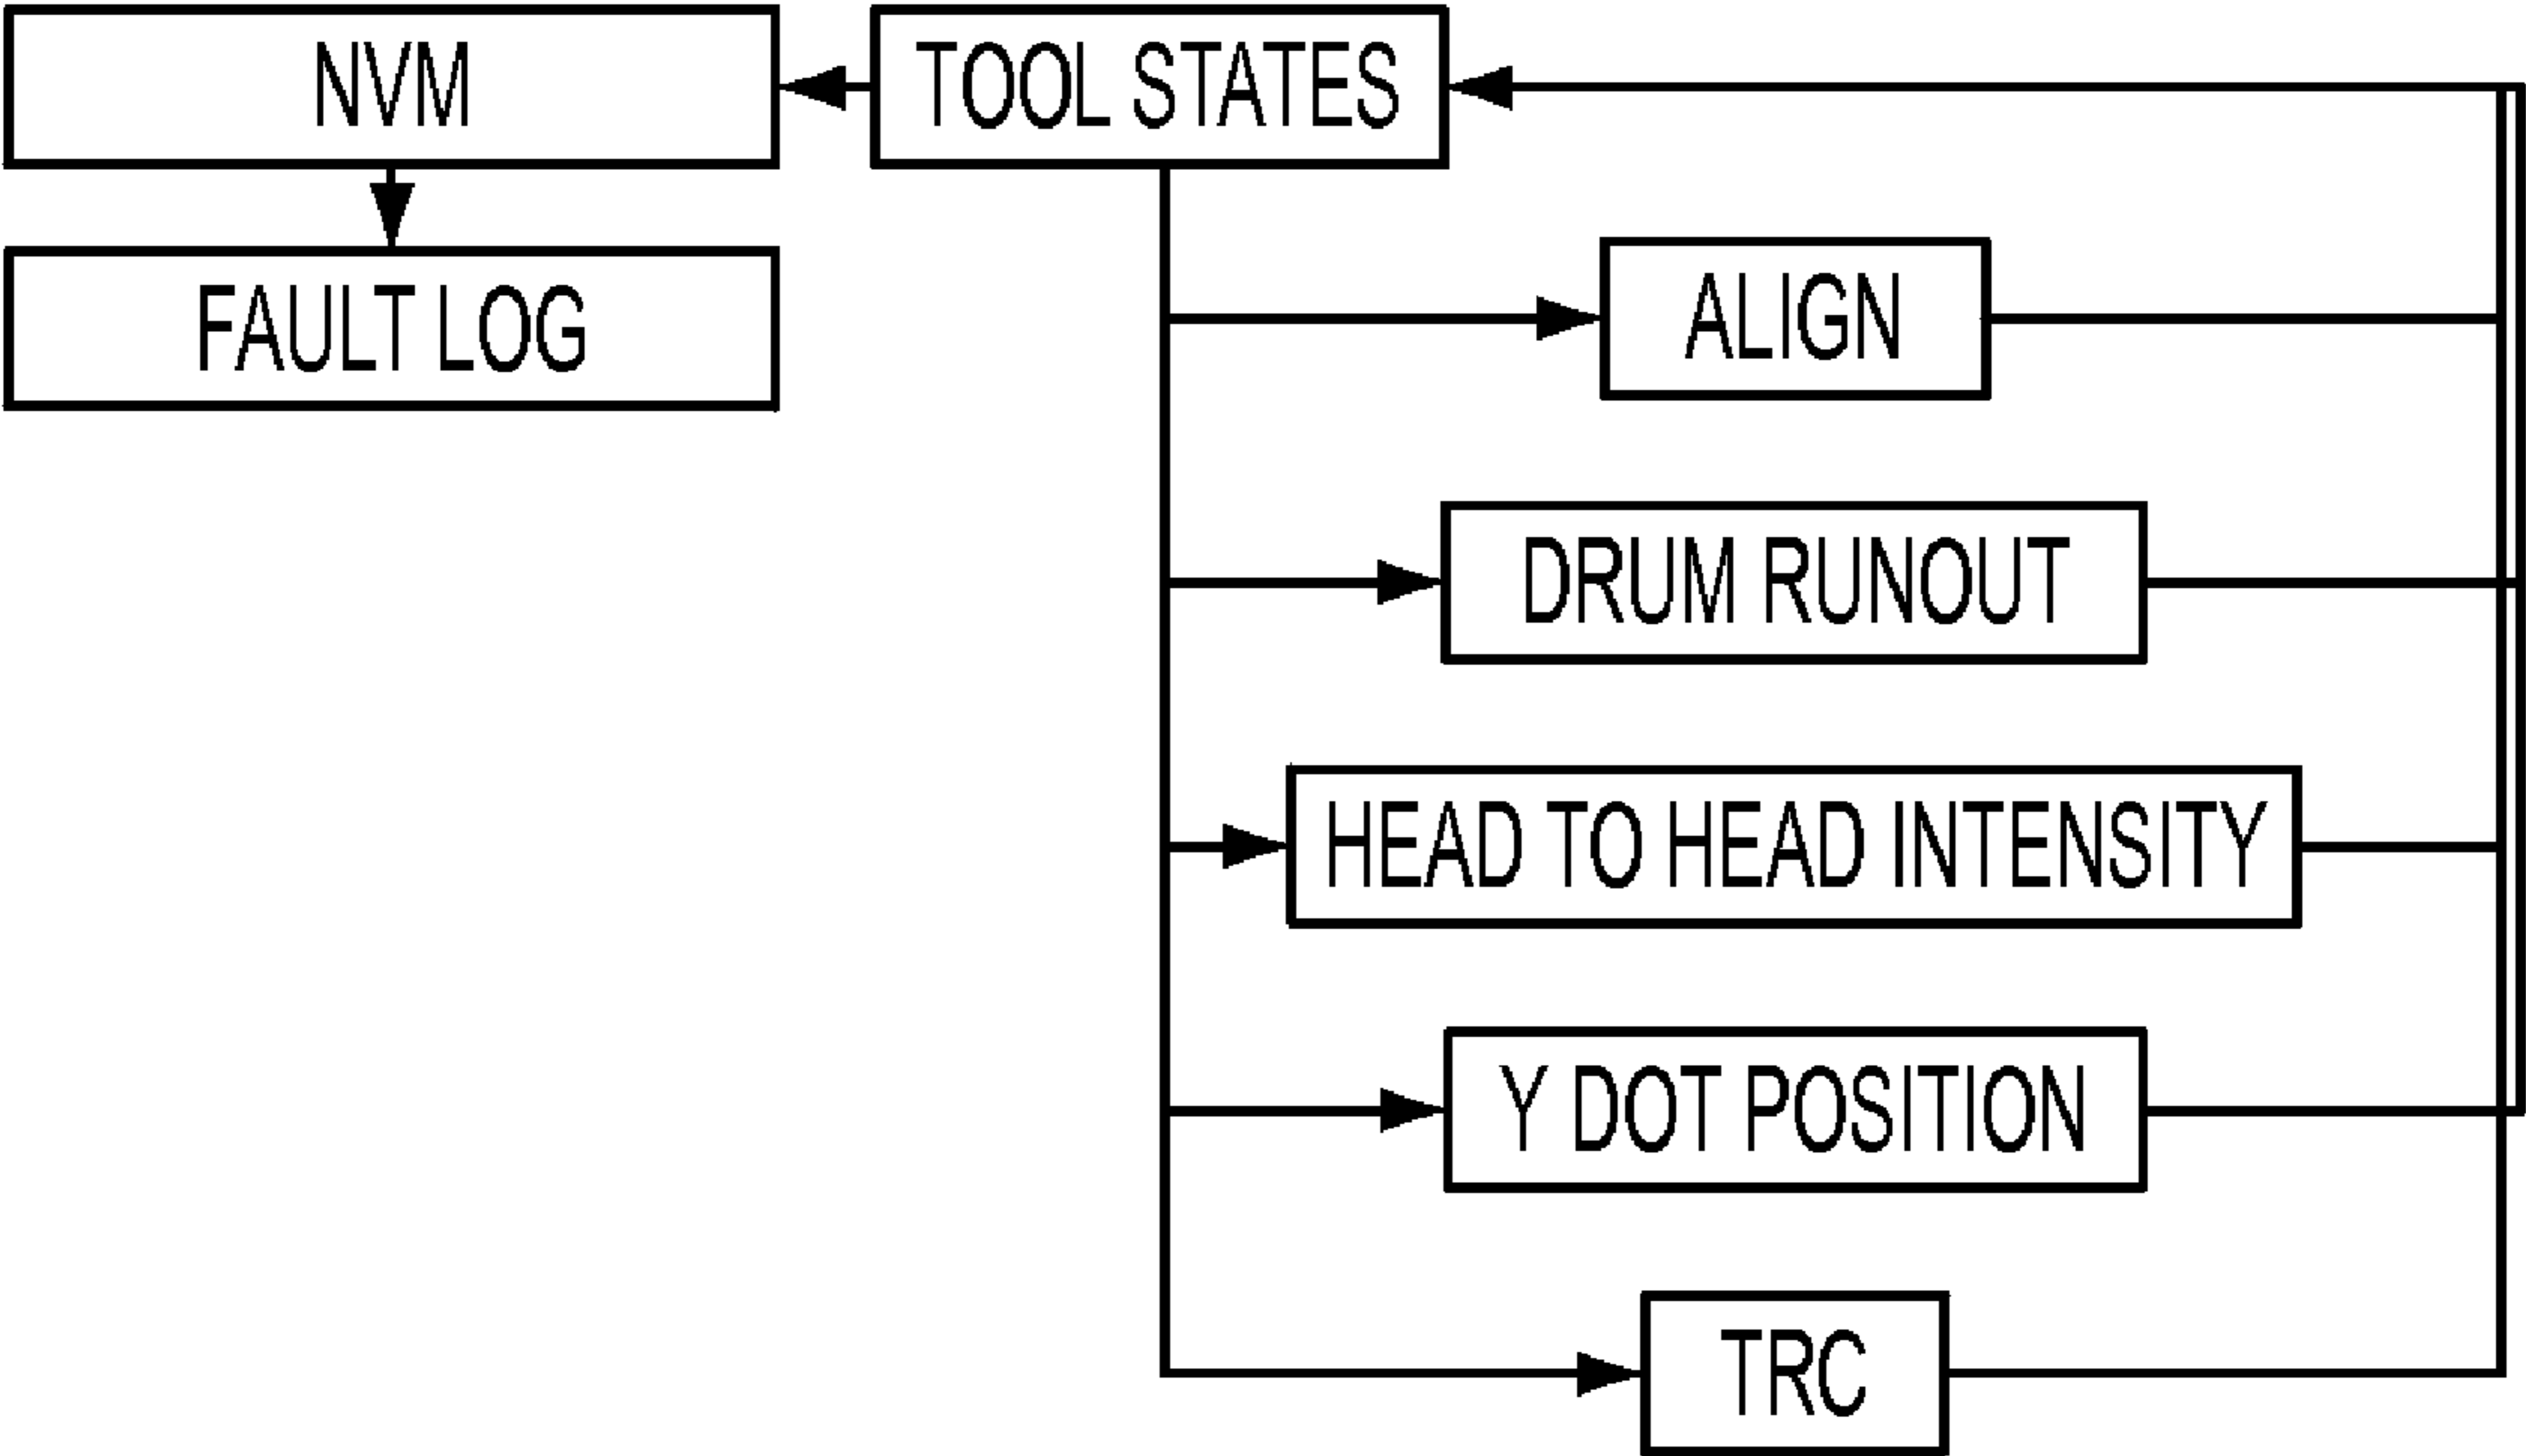 NVM
TOOL STATES
FAULT LOG
ALIGN
DRUM RUNOUT
HEAD TO HEAD INTENSITY
Y DOT POSITION
TRC